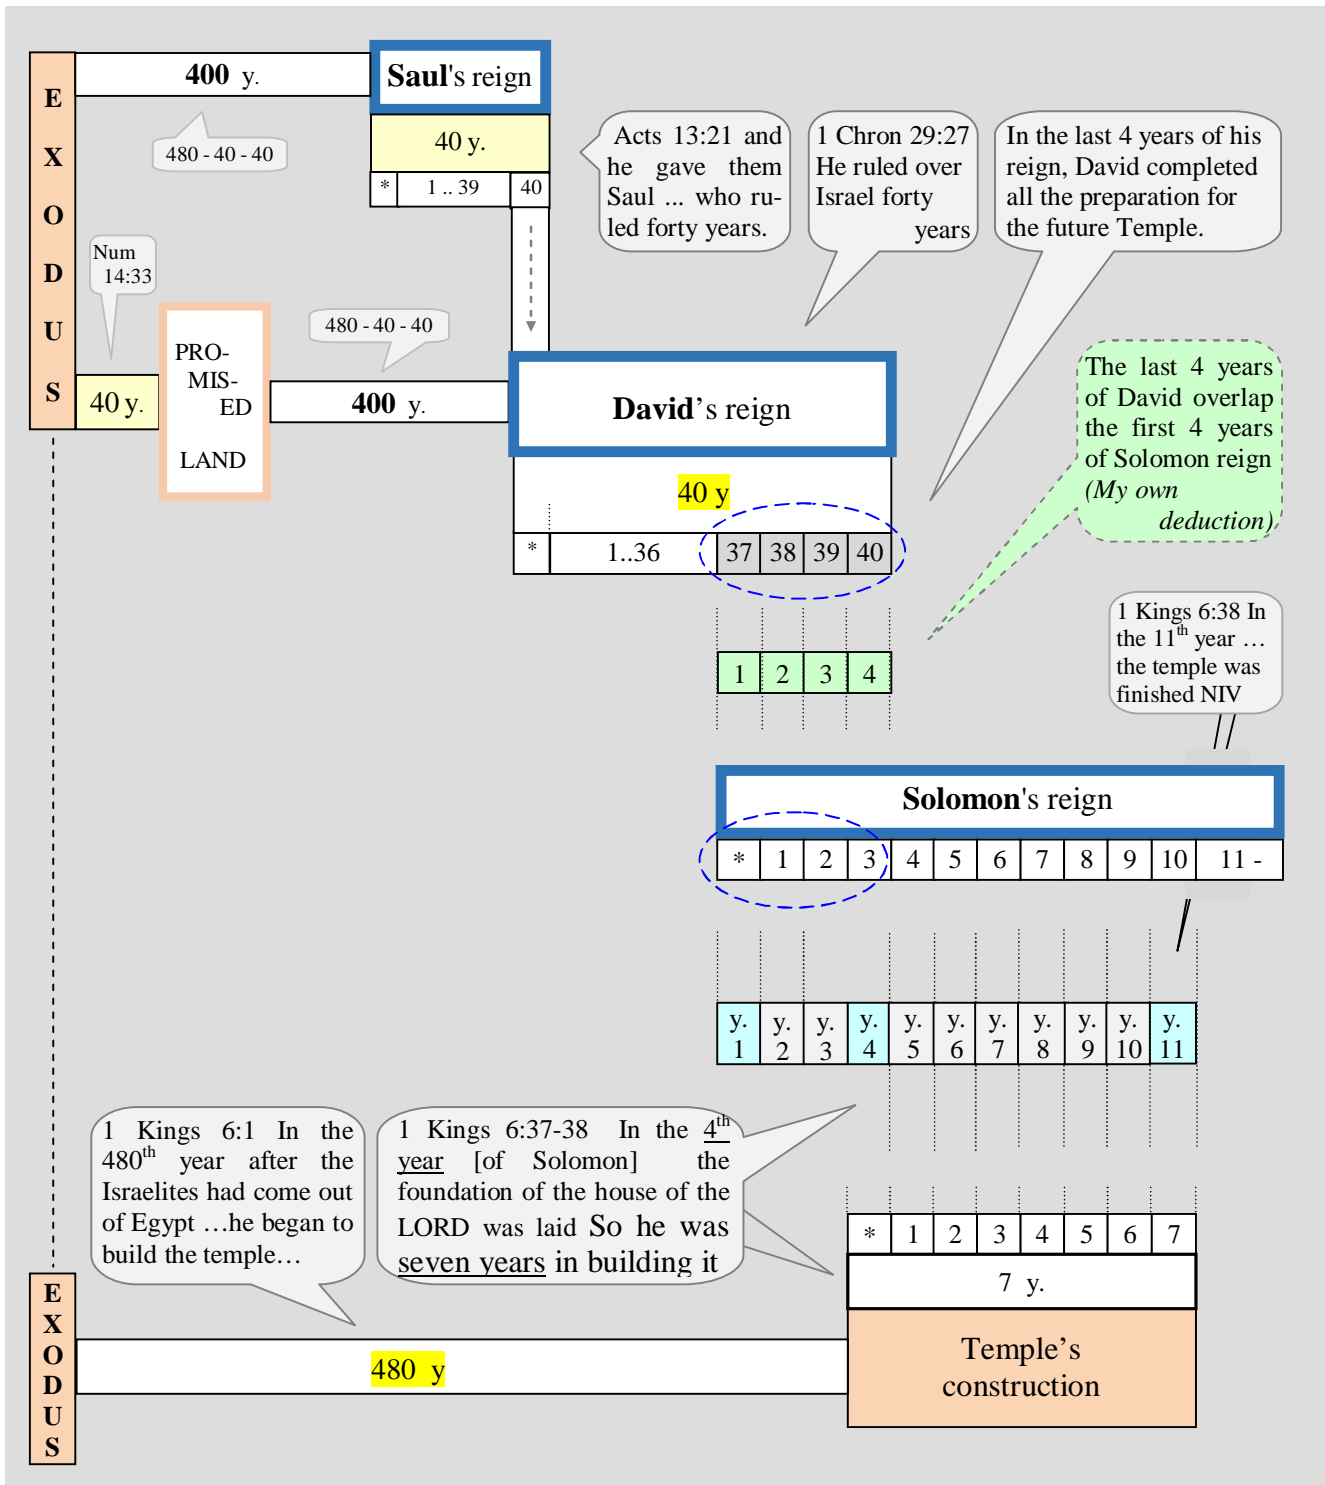 EXODUS
400 y.
Saul's reign
480 - 40 - 40
40 y.
* 1 .. 39 40
Acts 13:21 and
he gave them
Saul ... who ru-
led forty years.
1 Chron 29:27
He ruled over
Israel forty
years
In the last 4 years of his
reign, David completed
all the preparation for
the future Temple.
Num
14:33
40 y.
PRO-
MIS-
ED
LAND
480 - 40 - 40
400 y.
David's reign
40 y
* 1..36 37 38 39 40
The last 4 years
of David overlap
the first 4 years
of Solomon reign
(My own
deduction)
1 2 3 4
1 Kings 6:38 In
the 11th year …
the temple was
finished NIV
Solomon's reign
* 1 2 3 4 5 6 7 8 9 10 11 -
y. y. y. y. y. y. y. y. y. y. y.
1 2 3 4 5 6 7 8 9 10 11
1 Kings 6:1 In the
480th year after the
Israelites had come out
of Egypt …he began to
build the temple…
1 Kings 6:37-38 In the 4th
year [of Solomon] the
foundation of the house of the
LORD was laid So he was
seven years in building it
* 1 2 3 4 5 6 7
7 y.
EXODUS
480 y
Temple's
construction